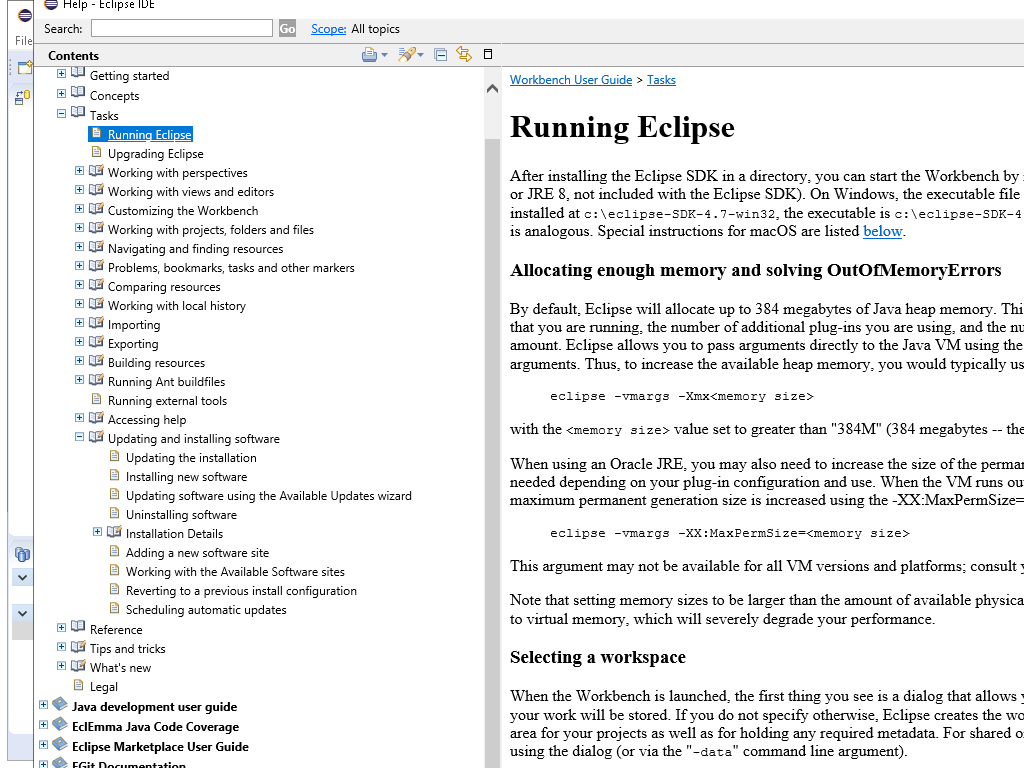 Help - Eclipse IDE
File
Search:
Go
Scope: All topics
Contents
Getting started
Concepts
Tasks
Running Eclipse
Upgrading Eclipse
Working with perspectives
Working with views and editors
Customizing the Workbench
Working with projects, folders and files
Navigating and finding resources
Problems, bookmarks, tasks and other markers
Comparing resources
Working with local history
Importing
Exporting
Building resources
Running Ant buildfiles
Running external tools
Accessing help
Updating and installing software
Updating the installation
Installing new software
Updating software using the Available Updates wizard
Uninstalling software
Installation Details
Adding a new software site
Working with the Available Software sites
Reverting to a previous install configuration
Scheduling automatic updates
Reference
Tips and tricks
What's new
Legal
Java development user guide
EclEmma Java Code Coverage
Eclipse Marketplace User Guide
EGit Documentation
Workbench User Guide > Tasks
Running Eclipse
After installing the Eclipse SDK in a directory, you can start the Workbench by
or JRE 8, not included with the Eclipse SDK). On Windows, the executable file
installed at c:\eclipse-SDK-4.7-win32, the executable is c:\eclipse-SDK-4
is analogous. Special instructions for macOS are listed below.
Allocating enough memory and solving OutOfMemoryErrors
By default, Eclipse will allocate up to 384 megabytes of Java heap memory. Thi
that you are running, the number of additional plug-ins you are using, and the nu
amount. Eclipse allows you to pass arguments directly to the Java VM using the
arguments. Thus, to increase the available heap memory, you would typically us
eclipse -vmargs -Xmx<memory size>
with the <memory size> value set to greater than "384M" (384 megabytes -- the
When using an Oracle JRE, you may also need to increase the size of the perma
needed depending on your plug-in configuration and use. When the VM runs ou
maximum permanent generation size is increased using the -XX:MaxPermSize=
eclipse -vmargs -XX:MaxPermSize=<memory size>
This argument may not be available for all VM versions and platforms; consult y
Note that setting memory sizes to be larger than the amount of available physica
to virtual memory, which will severely degrade your performance.
Selecting a workspace
When the Workbench is launched, the first thing you see is a dialog that allows y
your work will be stored. If you do not specify otherwise, Eclipse creates the wo
area for your projects as well as for holding any required metadata. For shared o
using the dialog (or via the "-data" command line argument).